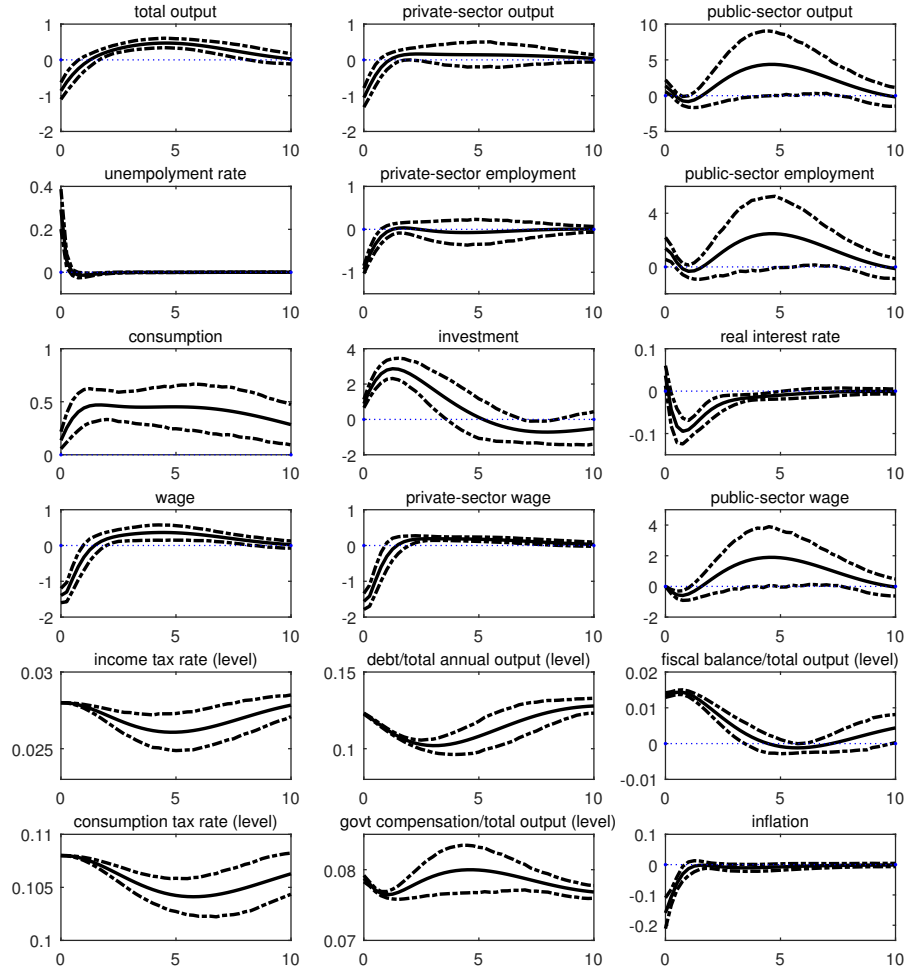 total output
private-sector output
public-sector output
1
0
-1
-2
0 5 10
1
0
-1
-2
0 5 10
10
5
0
-5
0 5 10
unempolyment rate
private-sector employment
public-sector employment
0.4
0.2
0
0 5 10
1
0
-1
0 5 10
4
2
0
0 5 10
consumption
investment
real interest rate
1
0.5
0
0 5 10
4
2
0
-2
0 5 10
0.1
0
-0.1
0 5 10
wage
private-sector wage
public-sector wage
1
0
-1
-2
0 5 10
1
0
-1
-2
0 5 10
4
2
0
-2
0 5 10
income tax rate (level)
debt/total annual output (level)
fiscal balance/total output (level)
0.03
0.025
0 5 10
0.15
0.1
0 5 10
0.02
0.01
0
-0.01
0 5 10
consumption tax rate (level)
govt compensation/total output (level)
inflation
0.11
0.105
0.1
0 5 10
0.08
0.07
0 5 10
0.1
0
-0.1
-0.2
0 5 10